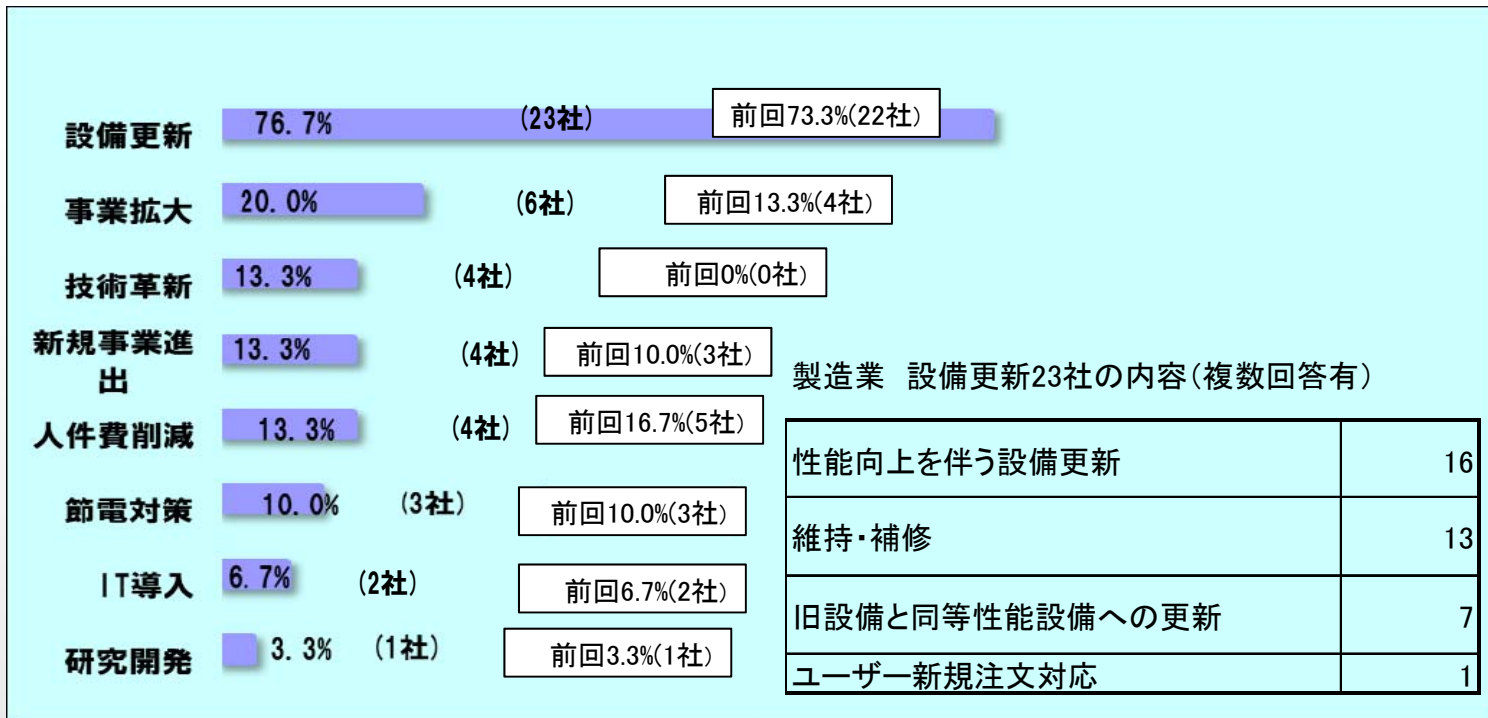 設備更新 76.7% (23社) 前回73.3%(22社)
事業拡大 20.0% (6社) 前回13.3%(4社)
技術革新 13.3% (4社) 前回0%(0社)
新規事業進
出 13.3% (4社) 前回10.0%(3社)
人件費削減 13.3% (4社) 前回16.7%(5社)
節電対策 10.0% (3社) 前回10.0%(3社)
IT導入 6.7% (2社) 前回6.7%(2社)
研究開発 3.3% (1社) 前回3.3%(1社)
製造業 設備更新23社の内容(複数回答有)
性能向上を伴う設備更新 16
維持・補修 13
旧設備と同等性能設備への更新 7
ユーザー新規注文対応 1